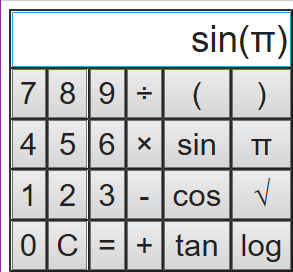 sin(π)
7 8 9 ÷ ( )
4 5 6 × sin π
1 2 3 - cos √
0 C = + tan log